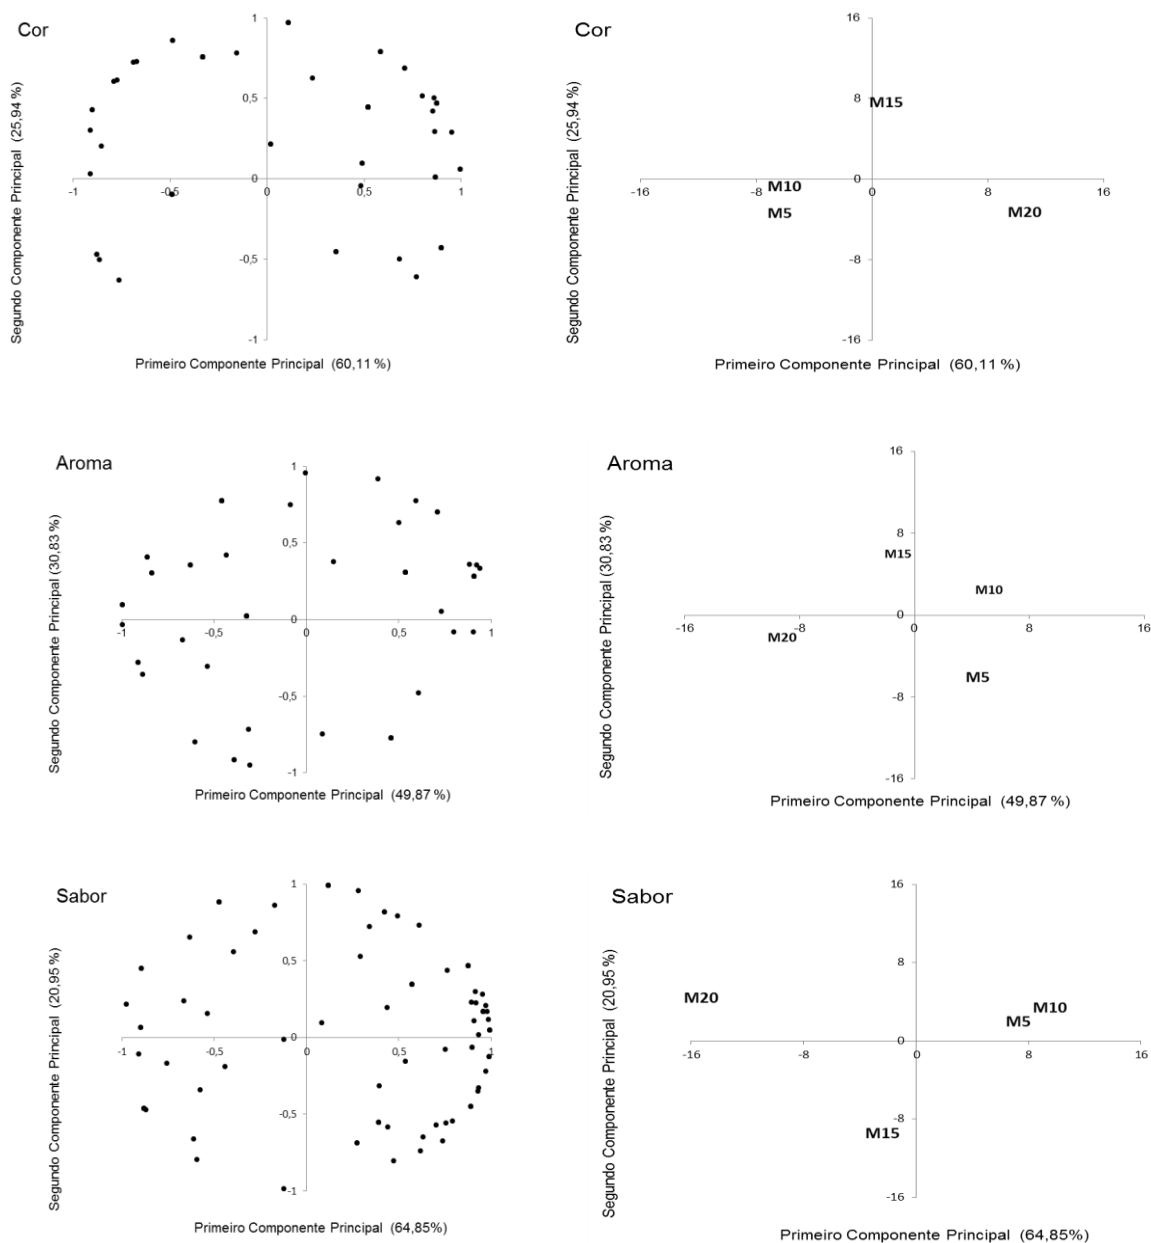 Cor
Segundo Componente Principal (25,94 %)
1
0,5
0
-0,5
-1
-1
-0,5
0
0,5
1
Primeiro Componente Principal (60,11 %)
Cor
Segundo Componente Principal (25,94 %)
16
8
0
-8
-16
-16
-8
0
8
16
M15
M10
M5
M20
Primeiro Componente Principal (60,11 %)
Aroma
Segundo Componente Principal (30,83 %)
1
0,5
0
-0,5
-1
-1
-0,5
0
0,5
1
Primeiro Componente Principal (49,87 %)
Aroma
Segundo Componente Principal (30,83 %)
16
8
0
-8
-16
-16
-8
0
8
16
M15
M10
M20
M5
Primeiro Componente Principal (49,87 %)
Sabor
Segundo Componente Principal (20,95 %)
1
0,5
0
-0,5
-1
-1
-0,5
0
0,5
1
Primeiro Componente Principal (64,85%)
Sabor
Segundo Componente Principal (20,95 %)
16
8
0
-8
-16
-16
-8
0
8
16
M20
M10
M5
M15
Primeiro Componente Principal (64,85%)